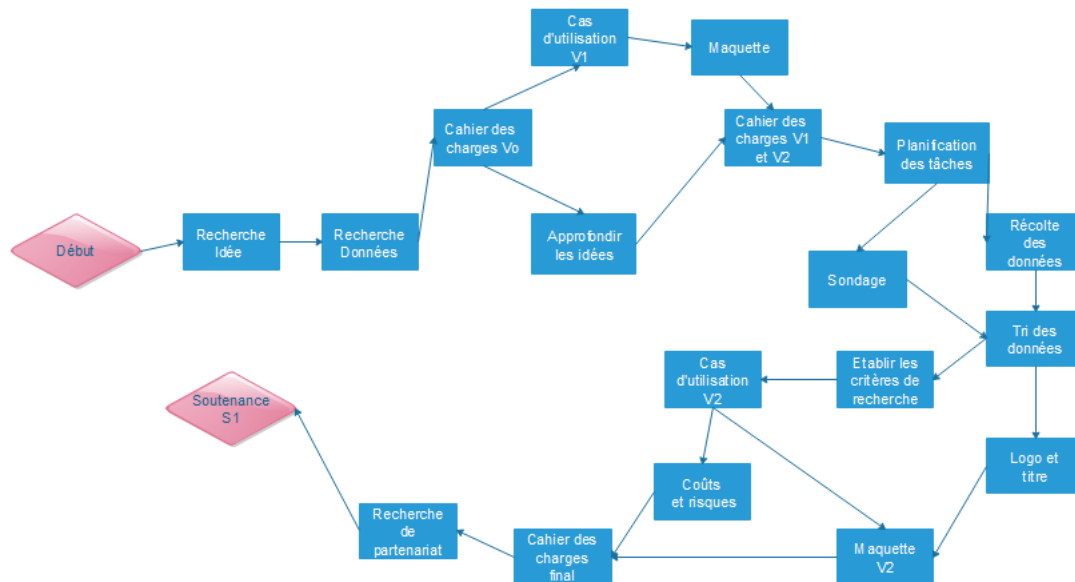 Début
Recherche
Idée
Recherche
Données
Cahier des
charges Vo
Cas
d'utilisation
V1
Maquette
Approfondir
les idées
Cahier des
charges V1
et V2
Planification
des tâches
Récolte
des
données
Sondage
Tri des
données
Etablir les
critères de
recherche
Cas
d'utilisation
V2
Logo et
titre
Coûts
et risques
Maquette
V2
Cahier des
charges
final
Recherche
de
partenariat
Soutenance
S1